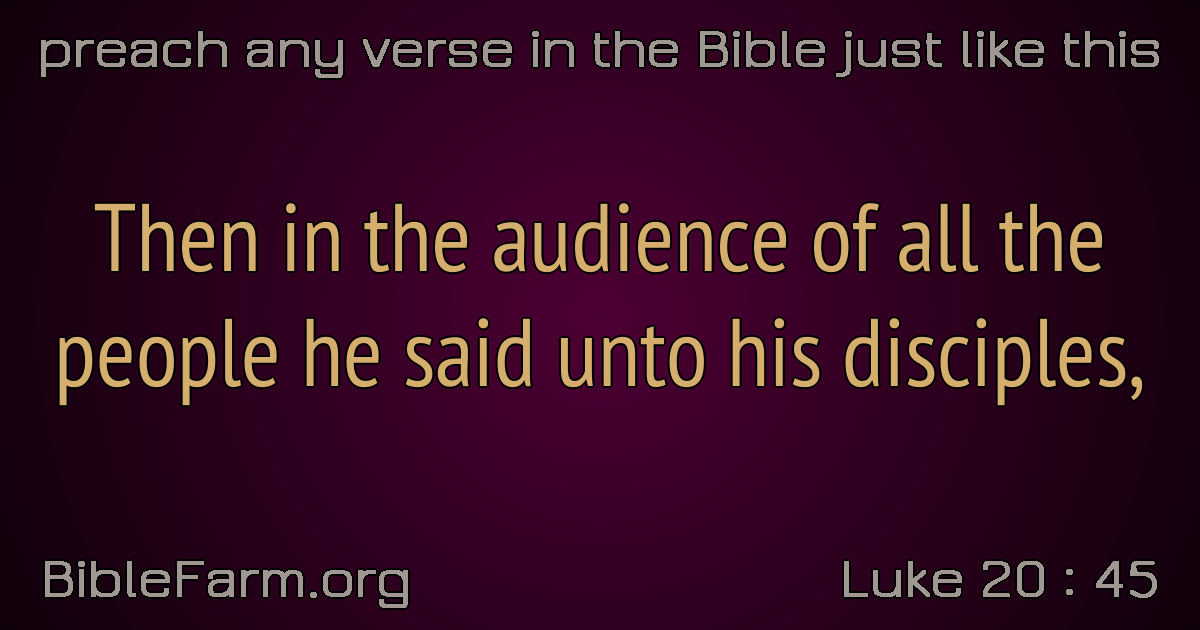 preach any verse in the Bible just like this
Then in the audience of all the
people he said unto his disciples,
BibleFarm.org
Luke 20 : 45